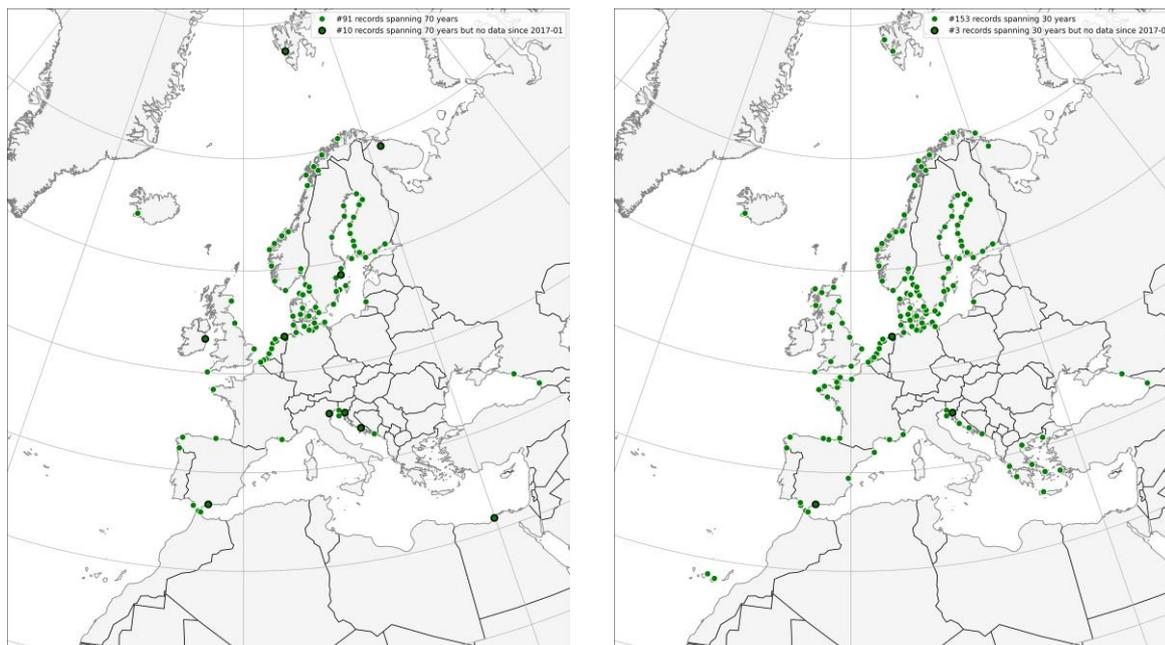 #91 records spanning 70 years
#10 records spanning 70 years but no data since 2017-01
#153 records spanning 30 years
#3 records spanning 30 years but no data since 2017-0